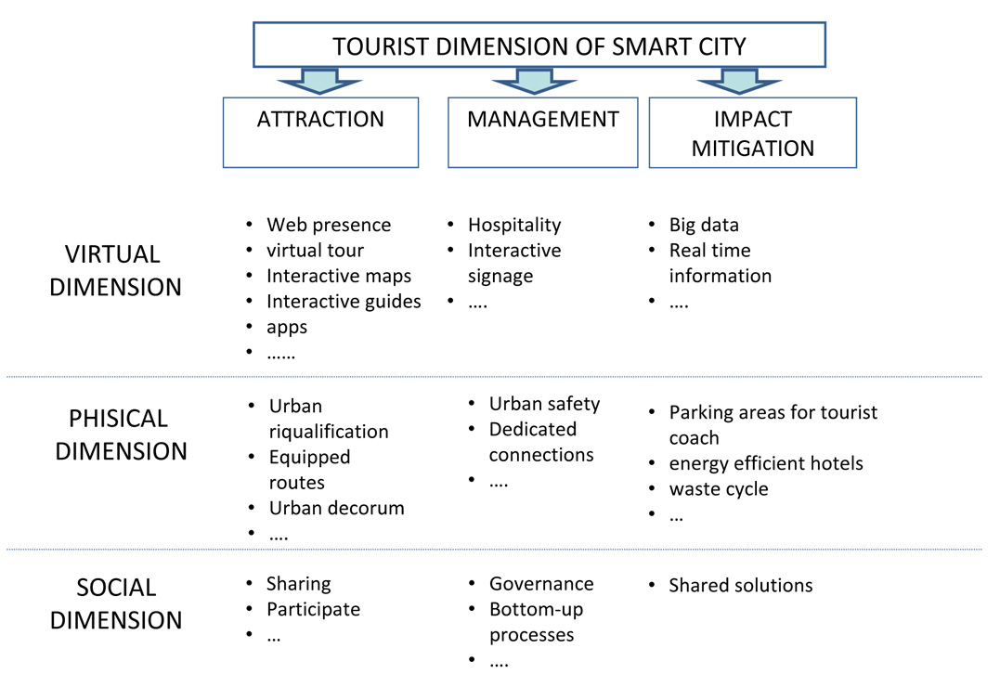 TOURIST DIMENSION OF SMART CITY
ATTRACTION
MANAGEMENT
IMPACT
MITIGATION
VIRTUAL
DIMENSION
• Web presence
• virtual tour
• Interactive maps
• Interactive guides
• apps
• ......
• Hospitality
• Interactive
signage
• ....
• Big data
• Real time
information
• ....
PHISICAL
DIMENSION
• Urban
riqualification
• Equipped
routes
• Urban decorum
• ....
• Urban safety
• Dedicated
connections
• ....
• Parking areas for tourist
coach
• energy efficient hotels
• waste cycle
• ...
SOCIAL
DIMENSION
• Sharing
• Participate
• ...
• Governance
• Bottom-up
processes
• ....
• Shared solutions